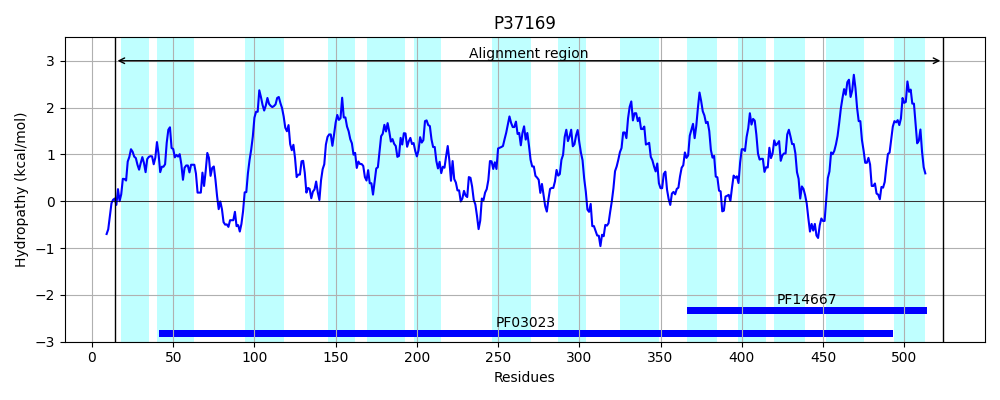 P37169
Alignment region
3
2
1
0
−1
−2
−3
Hydropathy (kcal/mol)
PF14667
PF03023
0 50 100 150 200 250 300 350 400 450 500
Residues